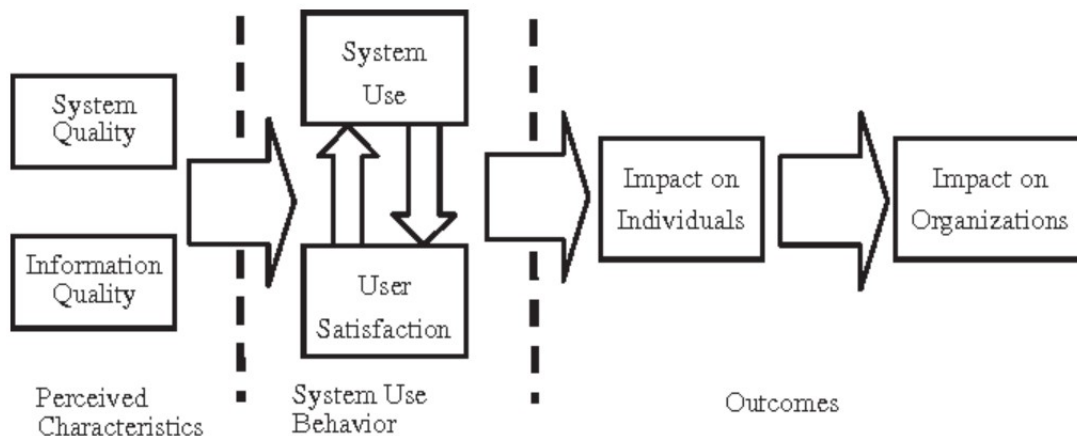 System
Quality
Information
Quality
System
Use
User
Satisfaction
Impact on
Individuals
Impact on
Organizations
Perceived
Characteristics
System Use
Behavior
Outcomes